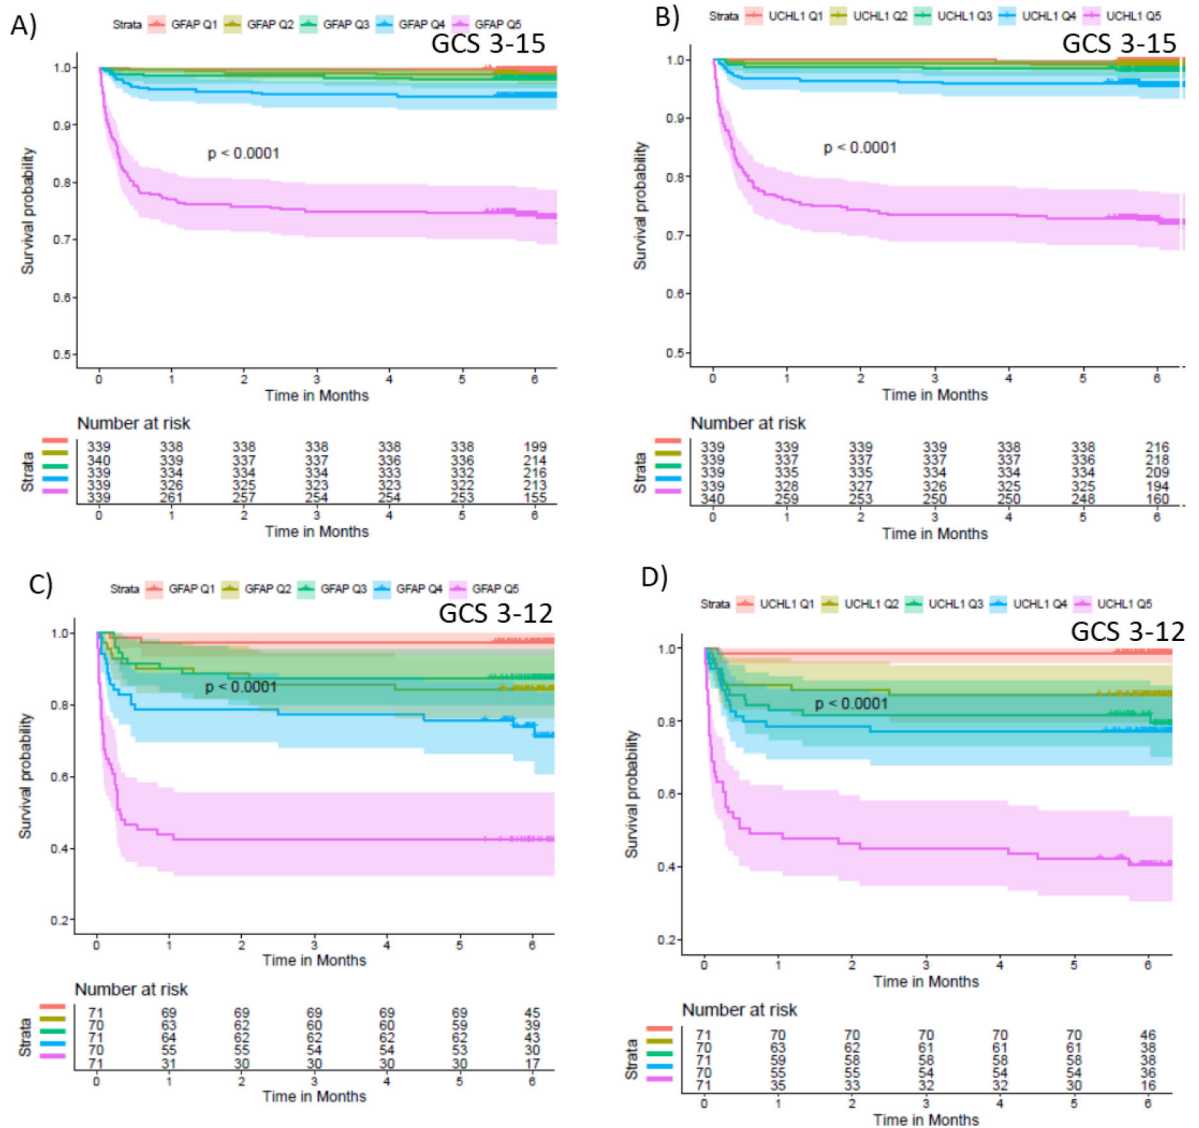 A)
Strata GFAP Q1 GFAP Q2 GFAP Q3 GFAP Q4 GFAP Q5
GCS 3-15
1.0
0.9
0.8
0.7
0.6
0.5
Survival probability
p < 0.0001
0 1 2 3 4 5 6
Time in Months
Number at risk
Strata
339 338 338 338 338 338 199
340 339 337 337 336 336 214
339 334 334 334 333 332 216
339 326 325 323 323 322 213
339 261 257 254 254 253 155
0 1 2 3 4 5 6
Time in Months
B)
Strata UCHL1 Q1 UCHL1 Q2 UCHL1 Q3 UCHL1 Q4 UCHL1 Q5
GCS 3-15
1.0
0.9
0.8
0.7
0.6
0.5
Survival probability
p < 0.0001
0 1 2 3 4 5 6
Time in Months
Number at risk
Strata
339 339 339 339 338 338 216
339 337 337 337 337 336 218
339 335 335 334 334 334 209
339 328 327 326 325 325 194
340 259 253 250 250 248 160
0 1 2 3 4 5 6
Time in Months
C)
Strata GFAP Q1 GFAP Q2 GFAP Q3 GFAP Q4 GFAP Q5
GCS 3-12
1.0
0.8
0.6
0.4
0.2
Survival probability
p < 0.0001
0 1 2 3 4 5 6
Time in Months
Number at risk
Strata
71 69 69 69 69 69 45
70 63 62 60 60 59 39
71 64 62 62 62 62 43
70 55 55 54 54 53 30
71 31 30 30 30 30 17
0 1 2 3 4 5 6
Time in Months
D)
Strata UCHL1 Q1 UCHL1 Q2 UCHL1 Q3 UCHL1 Q4 UCHL1 Q5
GCS 3-12
1.0
0.8
0.6
0.4
0.2
Survival probability
p < 0.0001
0 1 2 3 4 5 6
Time in Months
Number at risk
Strata
71 70 70 70 70 70 46
70 63 62 61 61 61 38
71 59 58 58 58 58 38
70 55 55 54 54 54 36
71 35 33 32 32 30 16
0 1 2 3 4 5 6
Time in Months